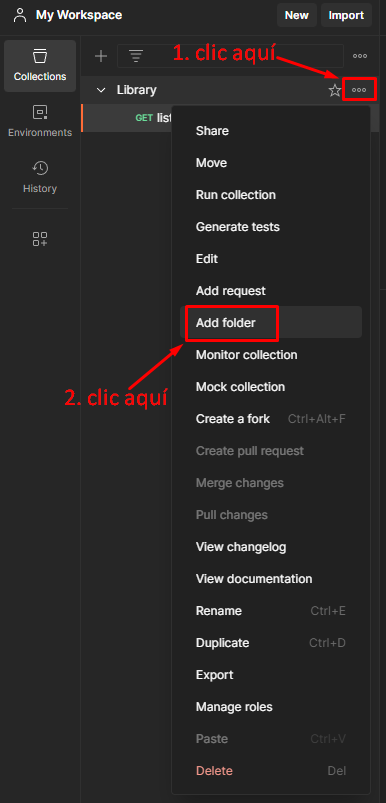 My Workspace
New
Import
Collections
1. clic aquí
Library
GET list
Environments
History
Share
Move
Run collection
Generate tests
Edit
Add request
Add folder
Monitor collection
2. clic aquí
Mock collection
Create a fork Ctrl+Alt+F
Create pull request
Merge changes
Pull changes
View changelog
View documentation
Rename Ctrl+E
Duplicate Ctrl+D
Export
Manage roles
Paste Ctrl+V
Delete Del